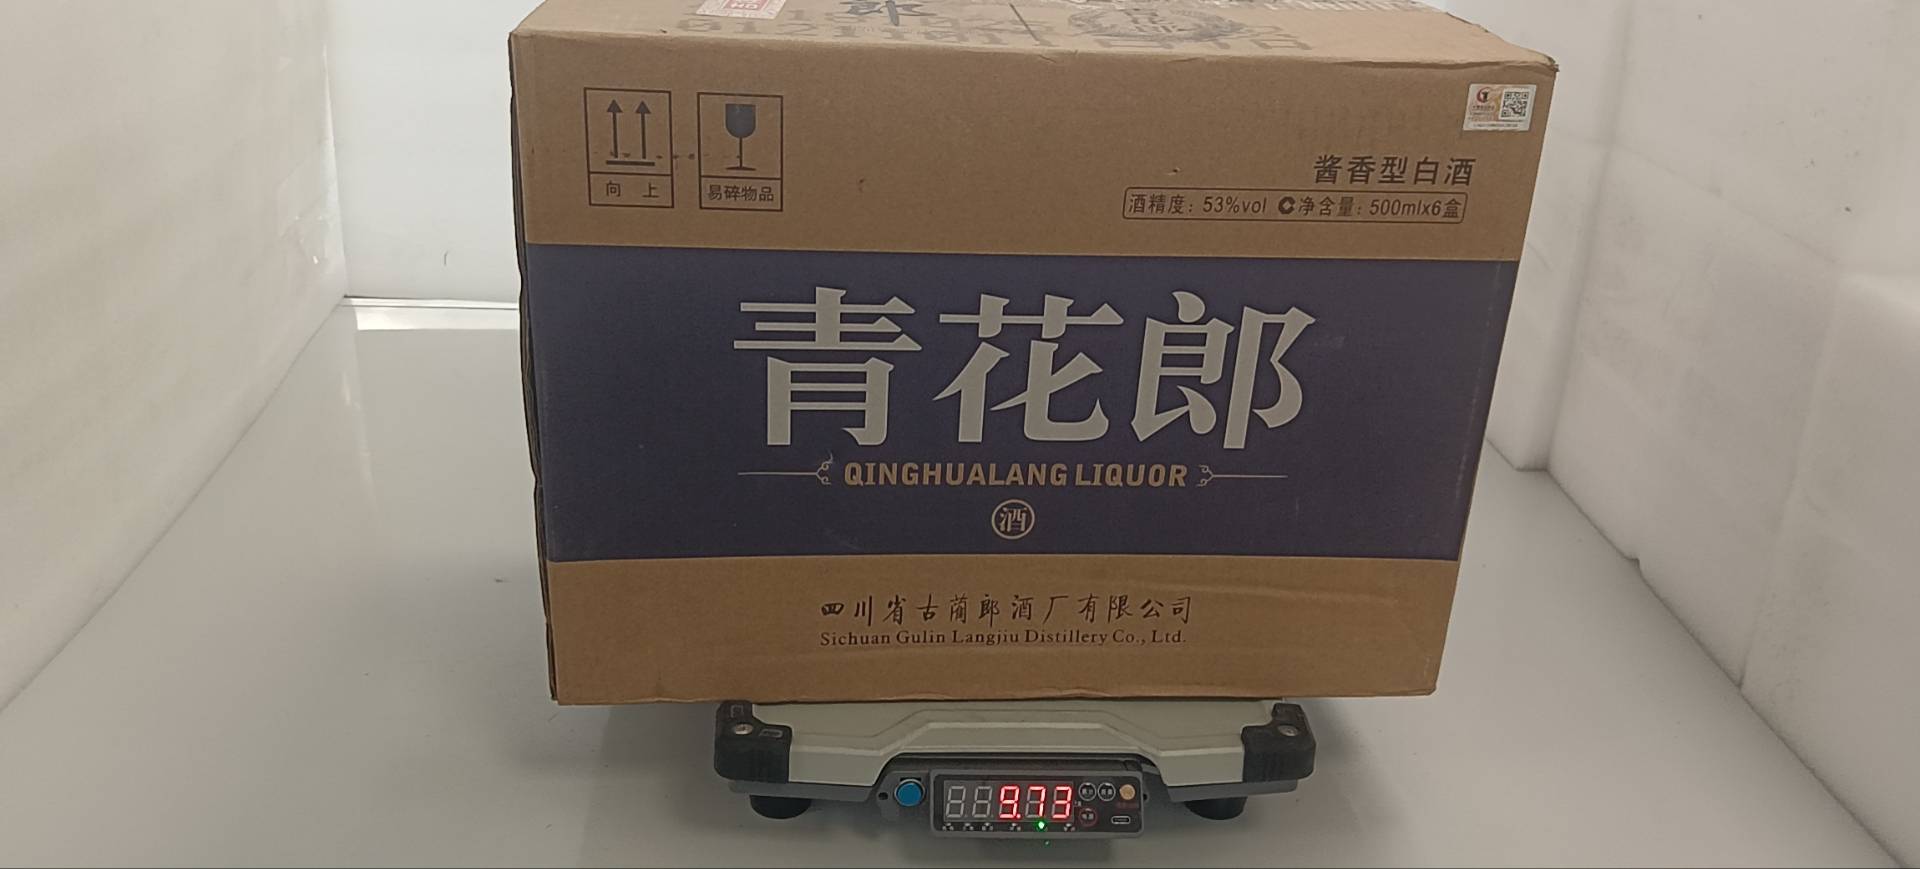 郎
向 上
易碎物品
酱香型白酒
酒精度: 53%vol 净含量: 500mlx6盒
青花郎
QINGHUALANG LIQUOR
酒
四川省古蔺郎酒厂有限公司
Sichuan Gulin Langjiu Distillery Co., Ltd.
9.73